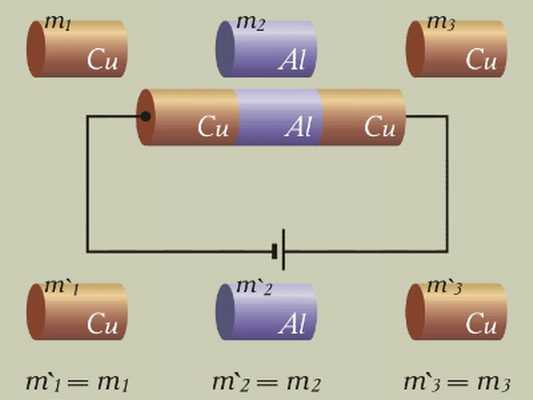 m₁ m₂ m₃
Cu Al Cu
Cu Al Cu
m`₁ m`₂ m`₃
Cu Al Cu
m`₁ = m₁ m`₂ = m₂ m`₃ = m₃